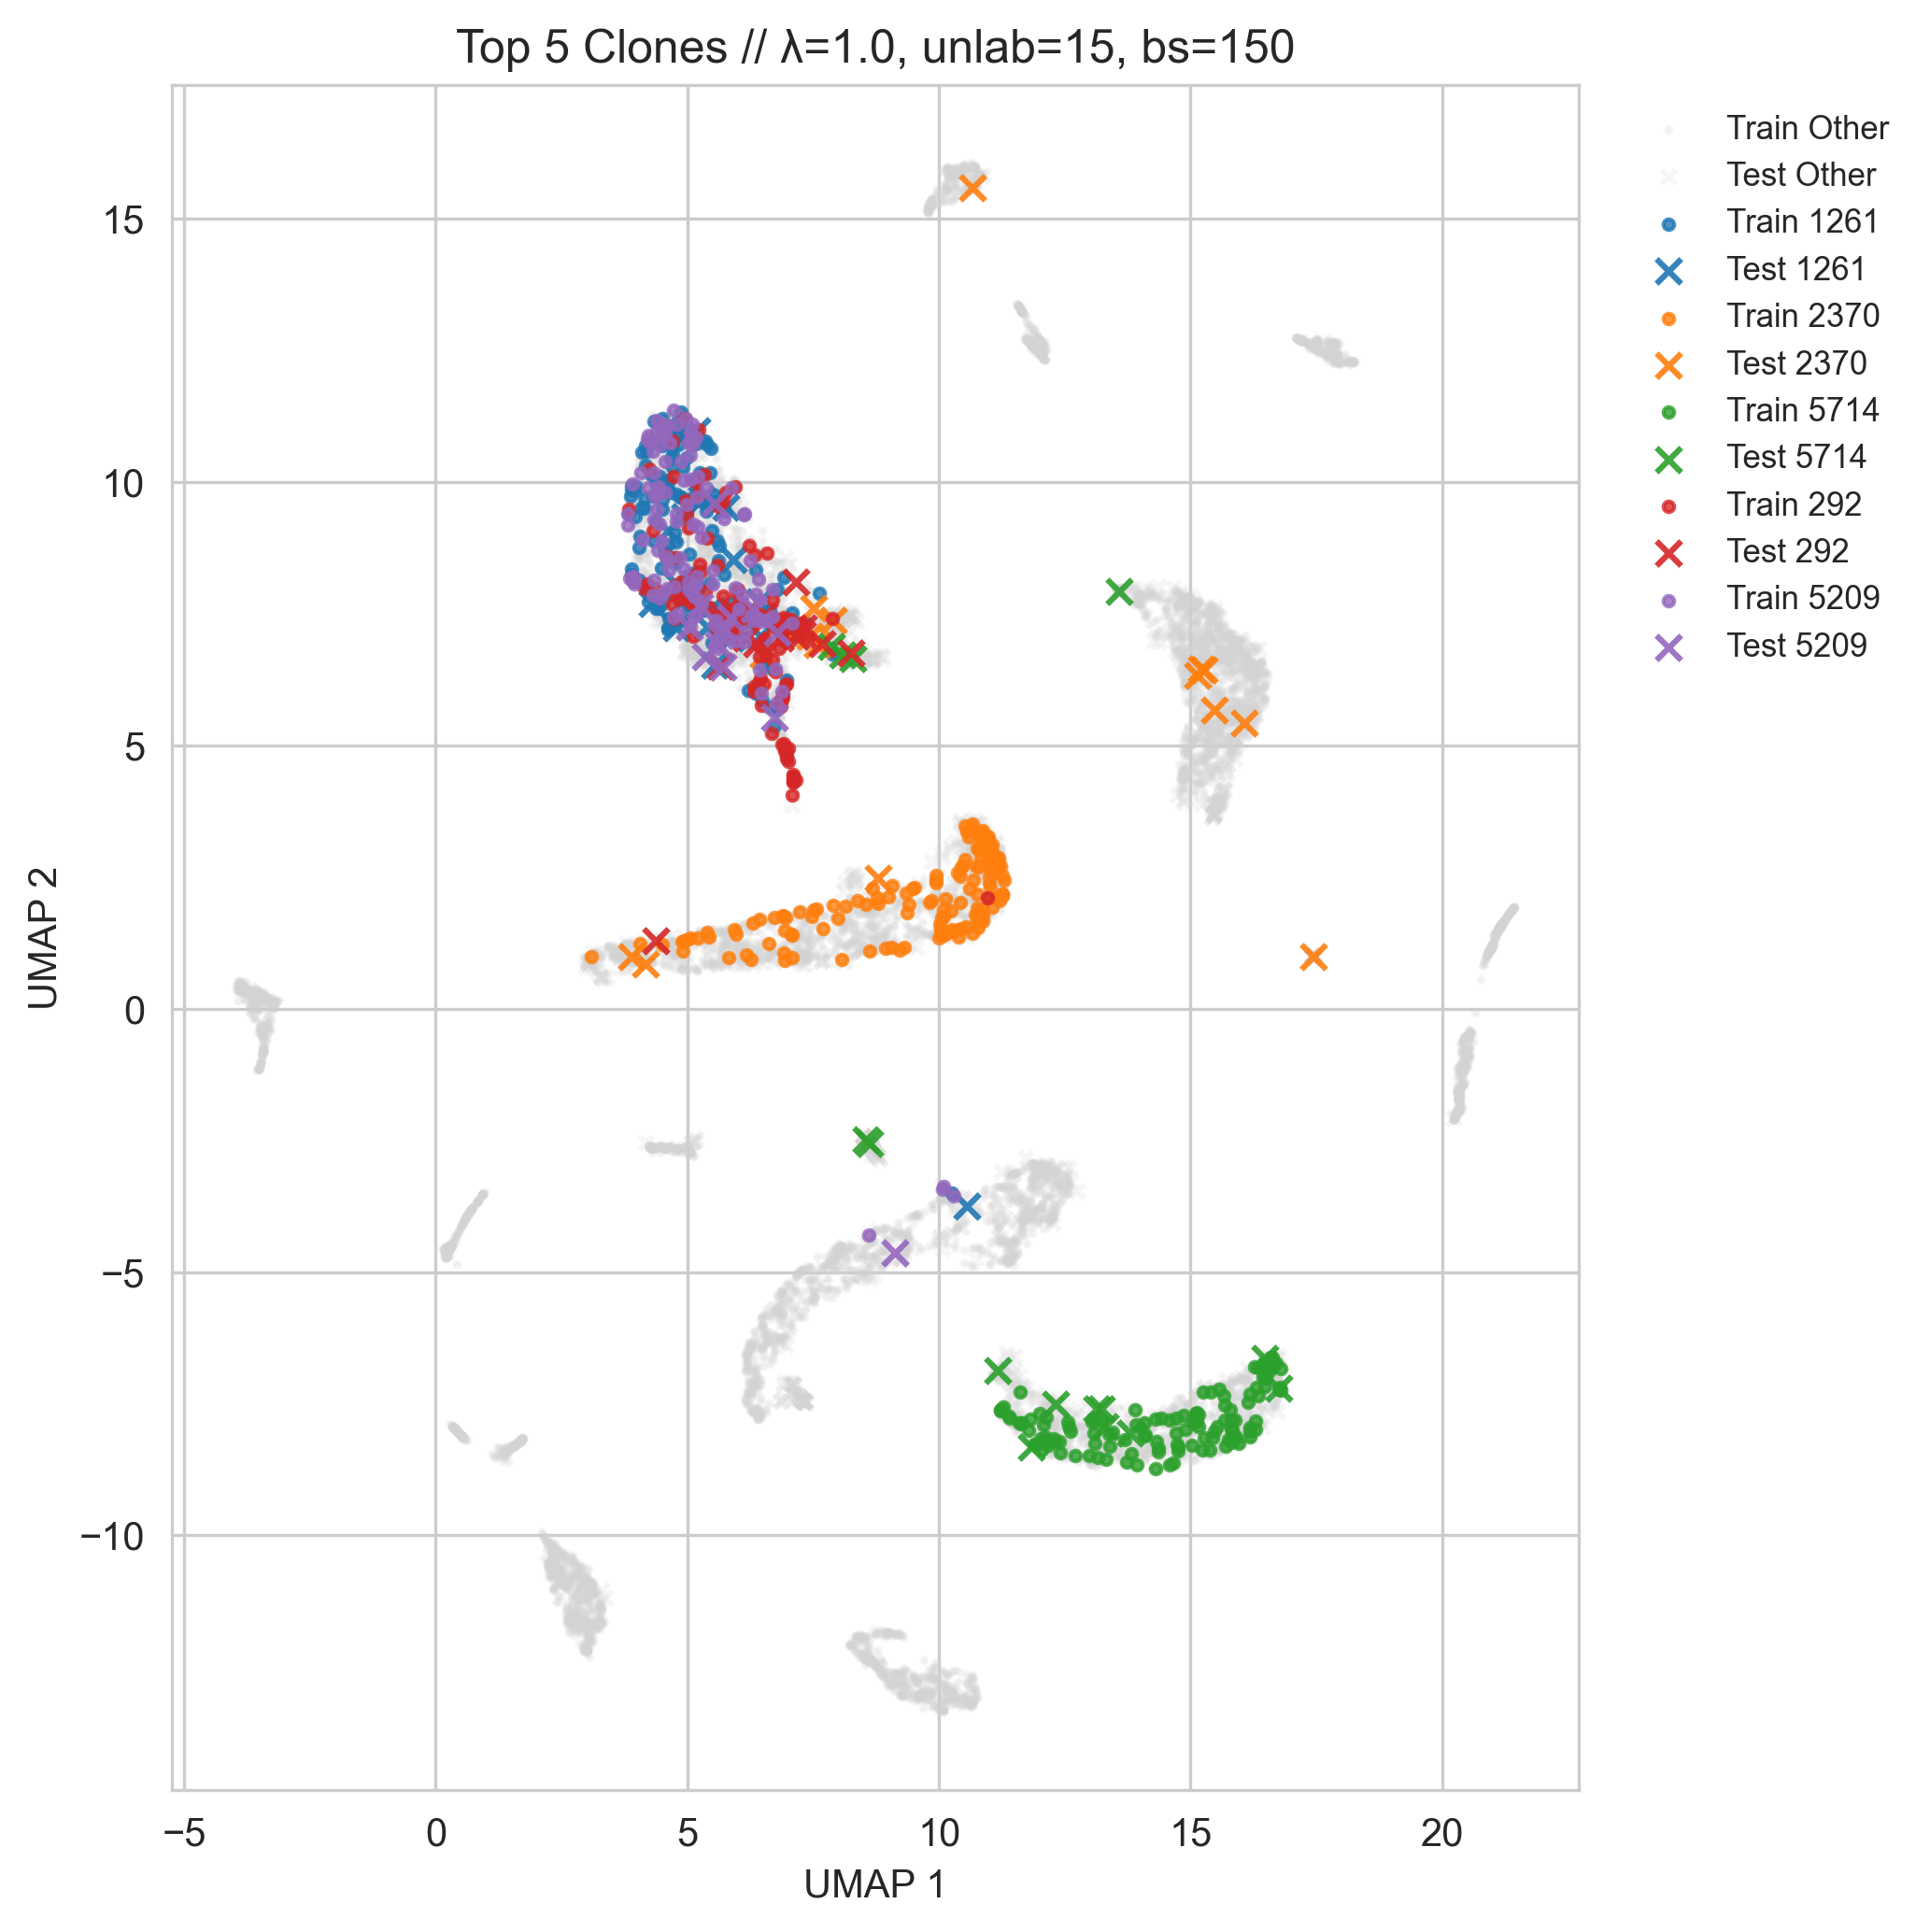 Top 5 Clones // λ=1.0, unlab=15, bs=150
Train Other
Test Other
Train 1261
Test 1261
Train 2370
Test 2370
Train 5714
Test 5714
Train 292
Test 292
Train 5209
Test 5209
15
10
5
0
−5
−10
UMAP 2
−5
0
5
10
15
20
UMAP 1